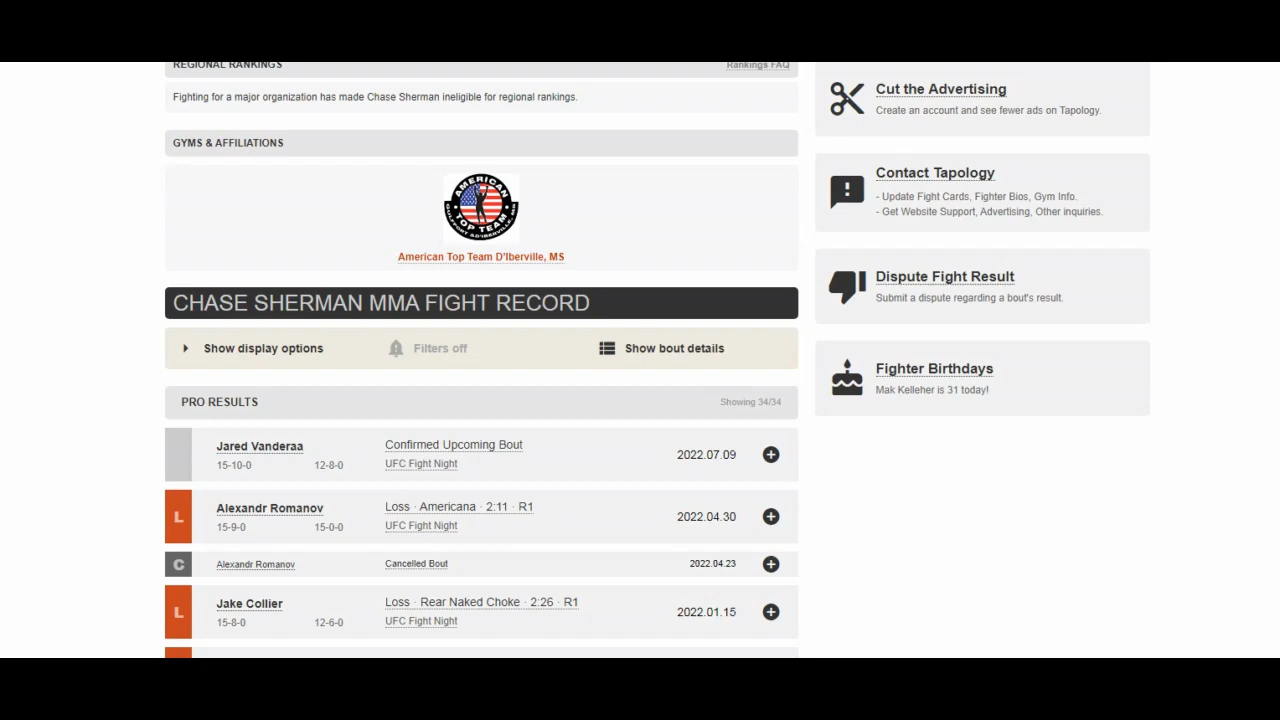 REGIONAL RANKINGS
Rankings FAQ
Fighting for a major organization has made Chase Sherman ineligible for regional rankings.
GYMS & AFFILIATIONS
AMERICAN
TOP TEAM
American Top Team D'Iberville, MS
CHASE SHERMAN MMA FIGHT RECORD
Show display options
Filters off
Show bout details
PRO RESULTS
Showing 34/34
Jared Vanderaa
Confirmed Upcoming Bout
2022.07.09
15-10-0
12-8-0
UFC Fight Night
L
Alexandr Romanov
Loss · Americana · 2:11 · R1
2022.04.30
15-9-0
15-0-0
UFC Fight Night
C
Alexandr Romanov
Cancelled Bout
2022.04.23
L
Jake Collier
Loss · Rear Naked Choke · 2:26 · R1
2022.01.15
15-8-0
12-6-0
UFC Fight Night
Cut the Advertising
Create an account and see fewer ads on Tapology.
Contact Tapology
- Update Fight Cards, Fighter Bios, Gym Info.
- Get Website Support, Advertising, Other inquiries.
Dispute Fight Result
Submit a dispute regarding a bout's result.
Fighter Birthdays
Mak Kelleher is 31 today!